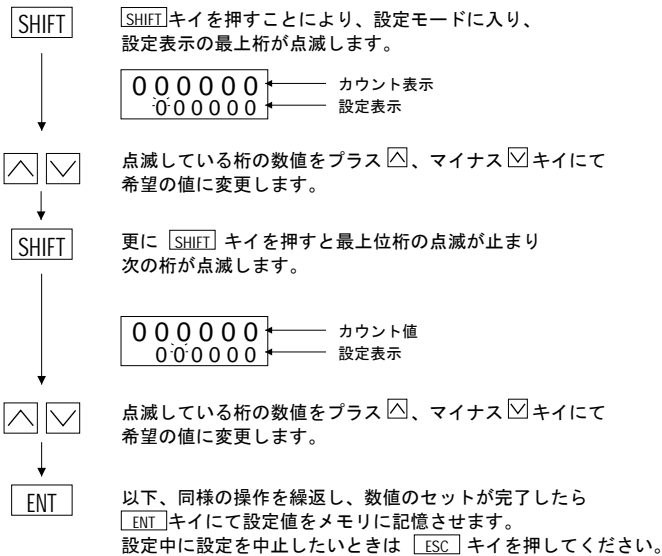 SHIFT
SHIFTキイを押すことにより、設定モードに入り、
設定表示の最上桁が点滅します。
000000 カウント表示
000000 設定表示
点滅している桁の数値をプラス、マイナスキイにて
希望の値に変更します。
SHIFT
更に SHIFT キイを押すと最上位桁の点滅が止まり
次の桁が点滅します。
000000 カウント値
000000 設定表示
点滅している桁の数値をプラス、マイナスキイにて
希望の値に変更します。
ENT
以下、同様の操作を繰返し、数値のセットが完了したら
ENTキイにて設定値をメモリに記憶させます。
設定中に設定を中止したいときは ESC キイを押してください。